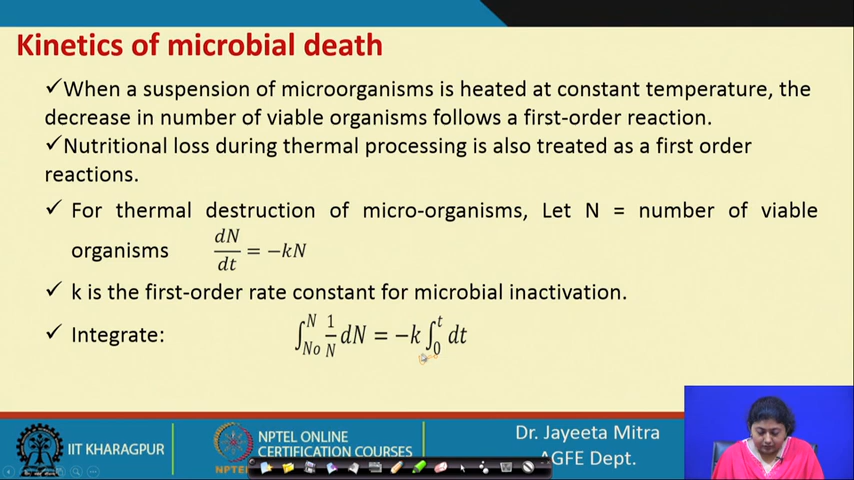 Kinetics of microbial death
✓When a suspension of microorganisms is heated at constant temperature, the
decrease in number of viable organisms follows a first-order reaction.
✓Nutritional loss during thermal processing is also treated as a first order
reactions.
✓ For thermal destruction of micro-organisms, Let N = number of viable
organisms dN/dt = −kN
✓ k is the first-order rate constant for microbial inactivation.
✓ Integrate: ∫_No^N 1/N dN = −k ∫_0^t dt
IIT KHARAGPUR
NPTEL
NPTEL ONLINE
CERTIFICATION COURSES
Dr. Jayeeta Mitra
AGFE Dept.